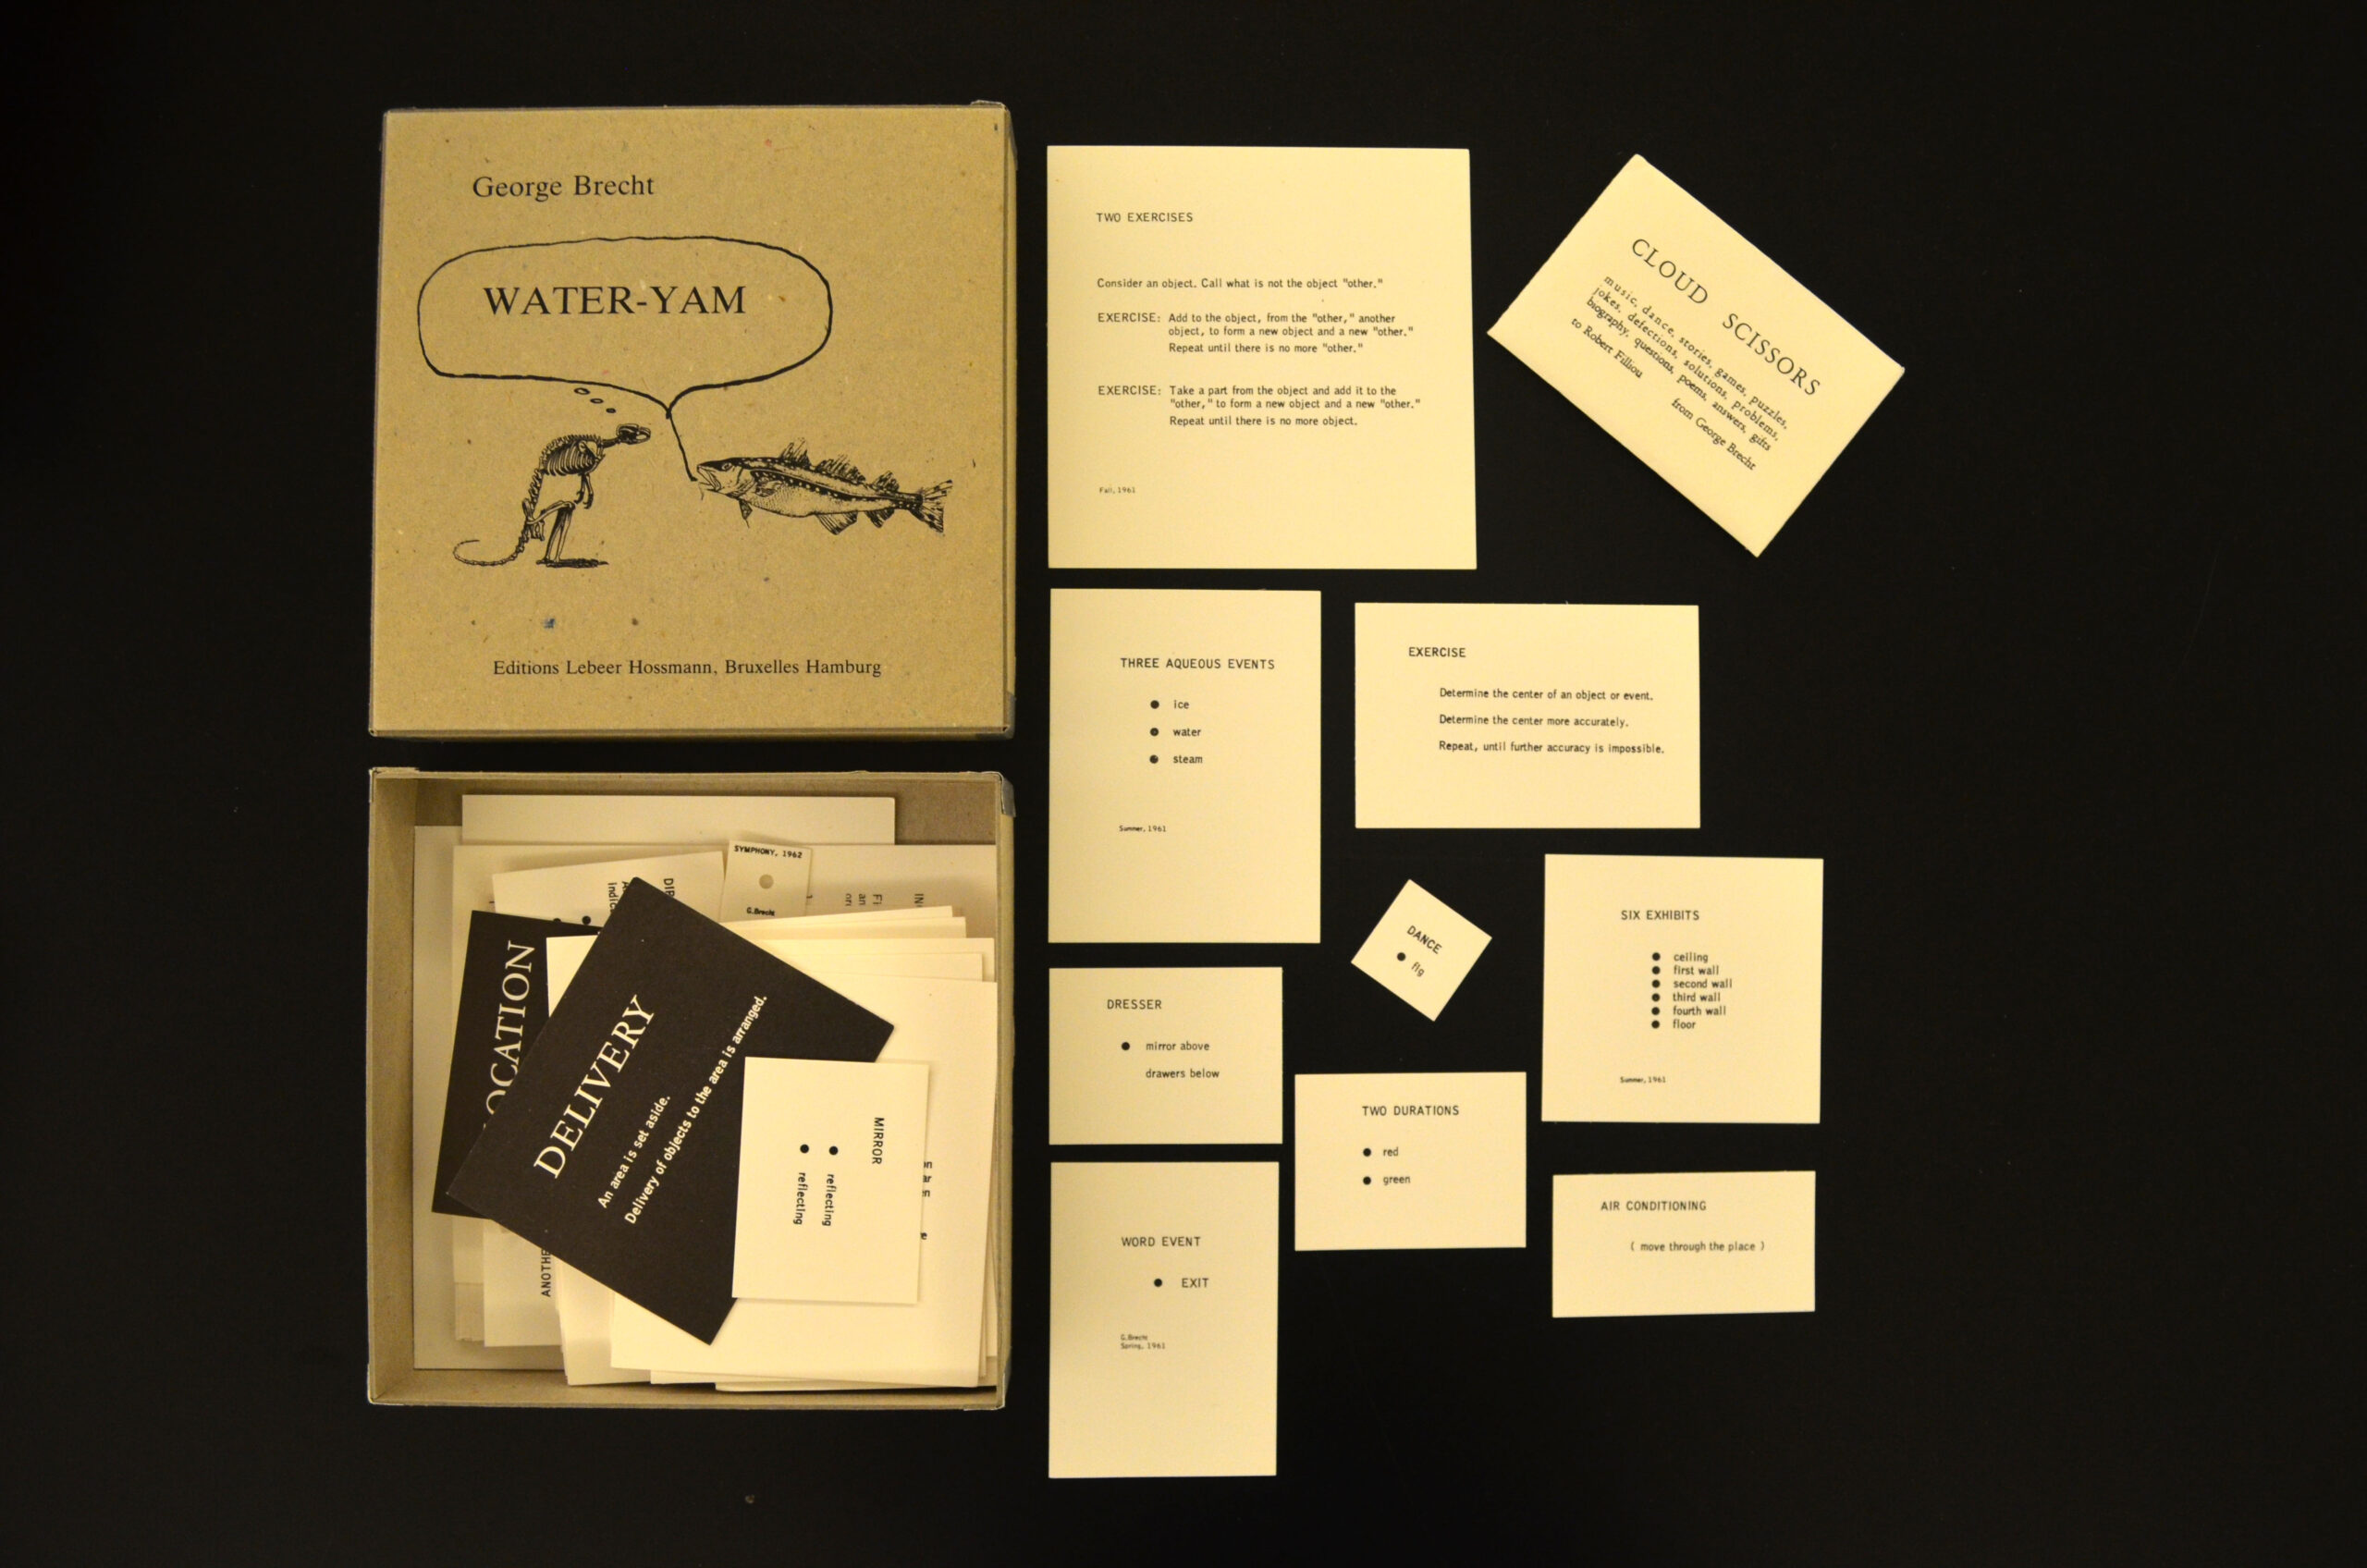 George Brecht
WATER-YAM
Editions Lebeer Hossmann, Bruxelles Hamburg
TWO EXERCISES
Consider an object. Call what is not the object "other."
EXERCISE: Add to the object, from the "other," another
object, to form a new object and a new "other."
Repeat until there is no more "other."
EXERCISE: Take a part from the object and add it to the
"other," to form a new object and a new "other."
Repeat until there is no more object.
Fall, 1961
CLOUD SCISSORS
music, dance, stories, games, puzzles,
jokes, defections, solutions, problems,
biography, questions, poems, answers, gifts
to Robert Filliou
from George Brecht
THREE AQUEOUS EVENTS
● ice
● water
● steam
Summer, 1961
EXERCISE
Determine the center of an object or event.
Determine the center more accurately.
Repeat, until further accuracy is impossible.
SYMPHONY, 1962
G.Brecht
DELIVERY
An area is set aside.
Delivery of objects to the area is arranged.
MIRROR
● reflecting
● reflecting
OCATION
ANOTHE
DRESSER
● mirror above
drawers below
DANCE
● fig
SIX EXHIBITS
● ceiling
● first wall
● second wall
● third wall
● fourth wall
● floor
Summer, 1961
TWO DURATIONS
● red
● green
WORD EVENT
● EXIT
G.Brecht
Spring, 1961
AIR CONDITIONING
( move through the place )